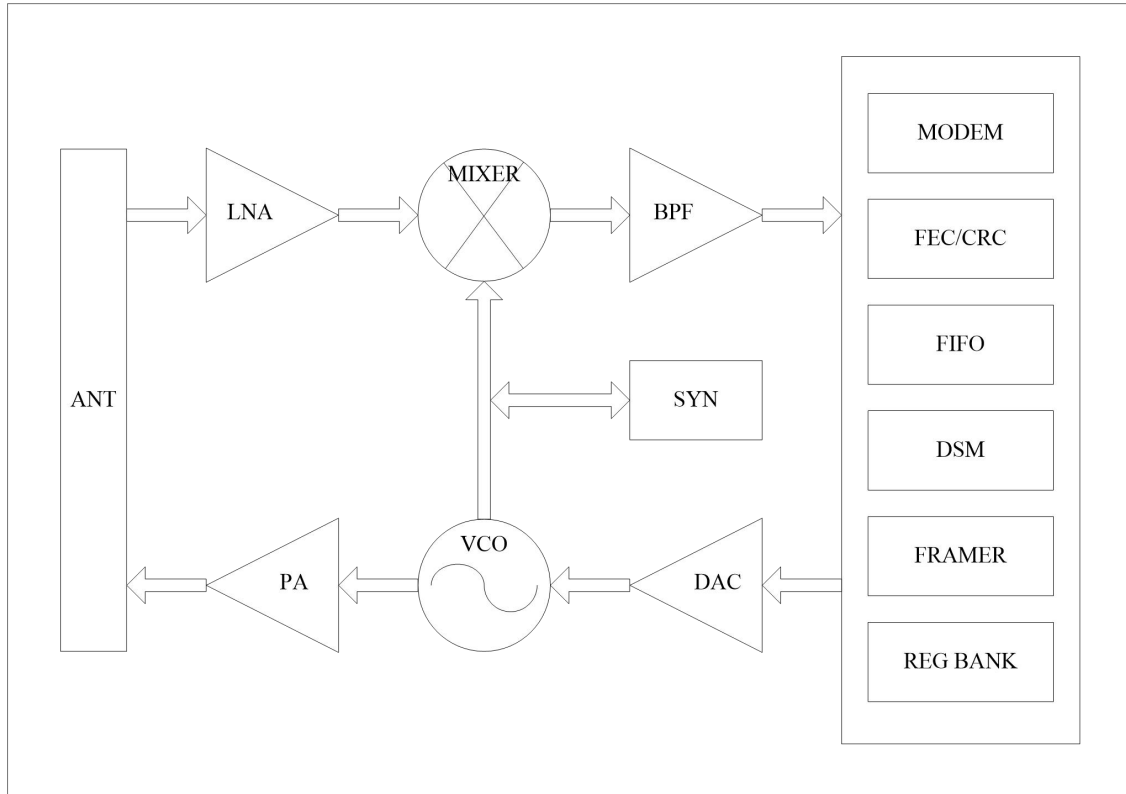 MODEM
MIXER
LNA
BPF
FEC/CRC
FIFO
ANT
SYN
DSM
VCO
FRAMER
PA
DAC
REG BANK